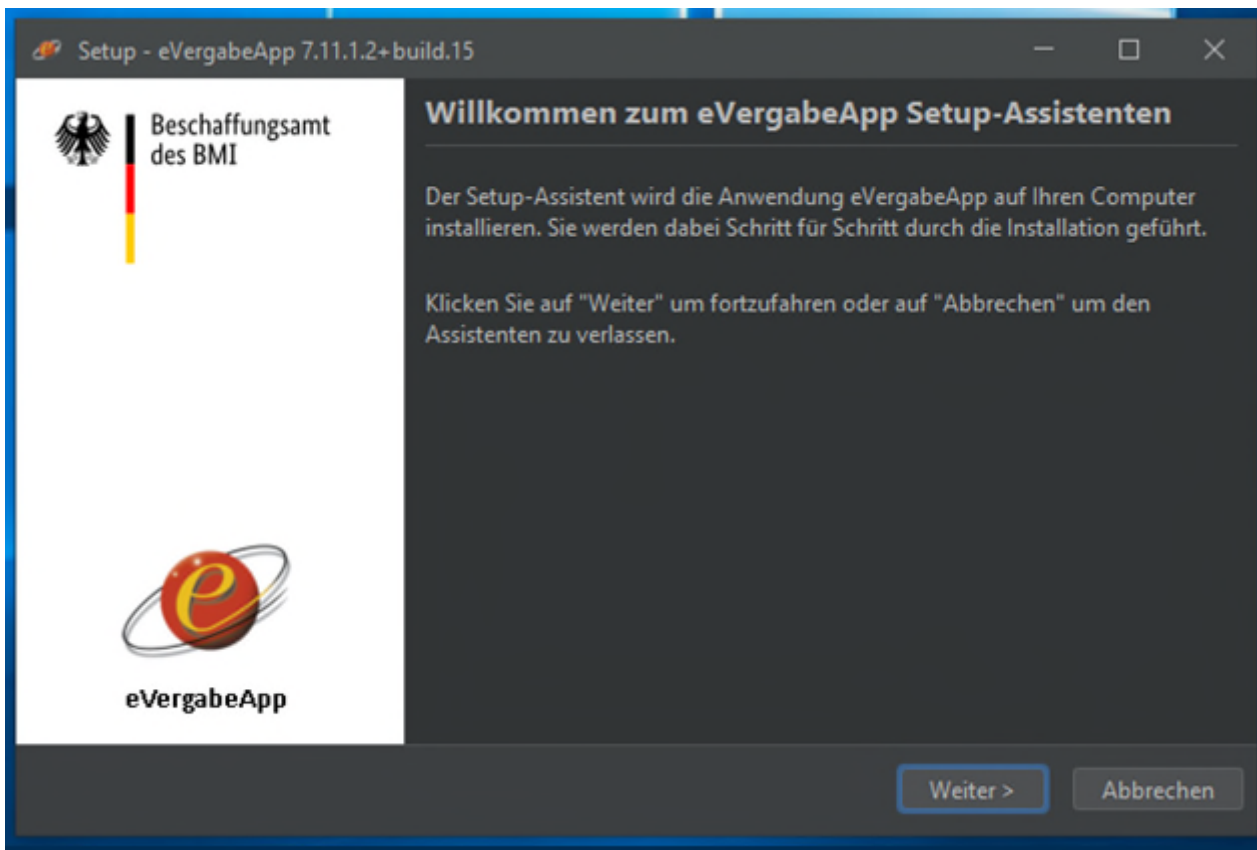 Setup - eVergabeApp 7.11.1.2+build.15
Beschaffungsamt
des BMI
Willkommen zum eVergabeApp Setup-Assistenten
Der Setup-Assistent wird die Anwendung eVergabeApp auf Ihren Computer
installieren. Sie werden dabei Schritt für Schritt durch die Installation geführt.
Klicken Sie auf "Weiter" um fortzufahren oder auf "Abbrechen" um den
Assistenten zu verlassen.
e
eVergabeApp
Weiter >
Abbrechen